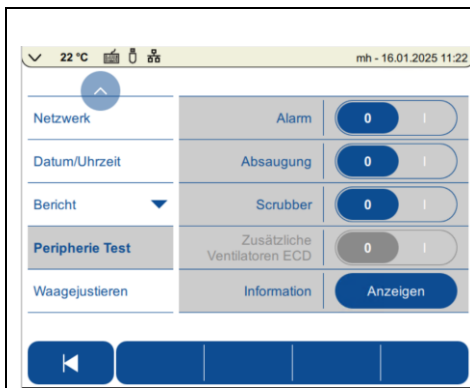 22 °C
mh - 16.01.2025 11:22
Netzwerk
Alarm
0 I
Datum/Uhrzeit
Absaugung
0 I
Bericht
Scrubber
0 I
Peripherie Test
Zusätzliche
Ventilatoren ECD
0 I
Waagejustieren
Information
Anzeigen